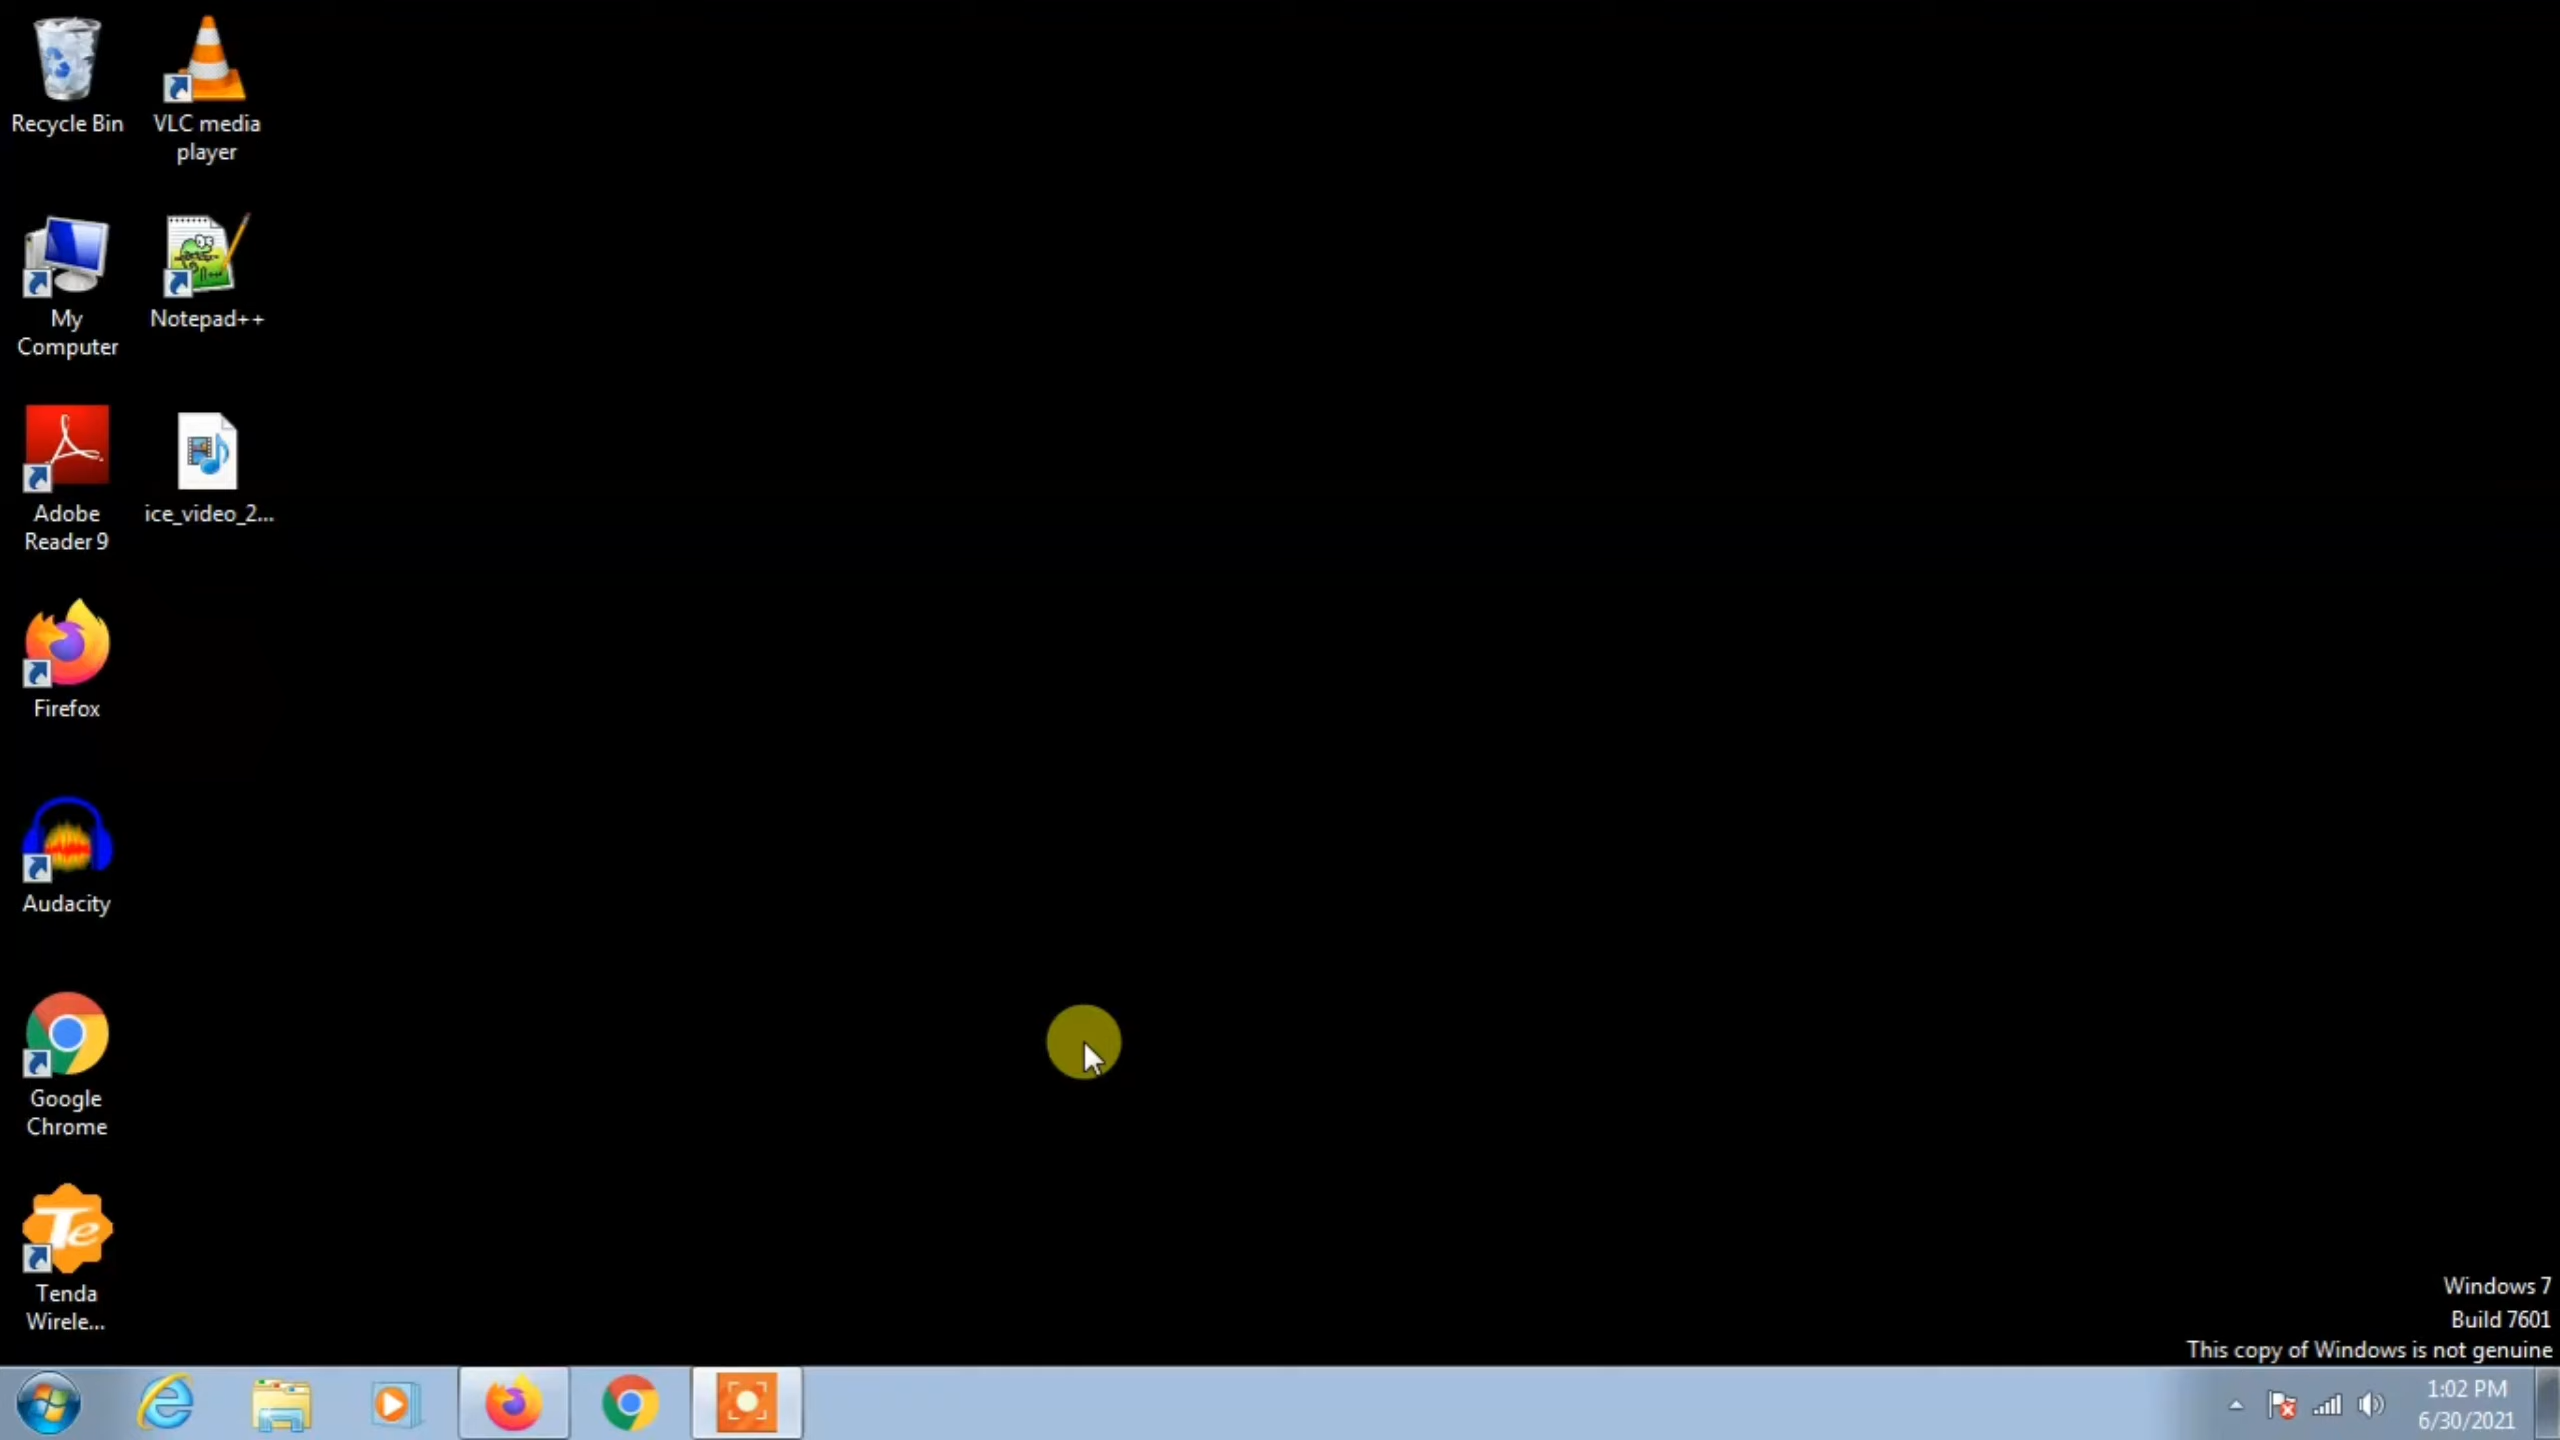 Recycle Bin
VLC media
player
My
Computer
Notepad++
Adobe
Reader 9
ice_video_2...
Firefox
Audacity
Google
Chrome
Tenda
Wirele...
Windows 7
Build 7601
This copy of Windows is not genuine
1:02 PM
6/30/2021